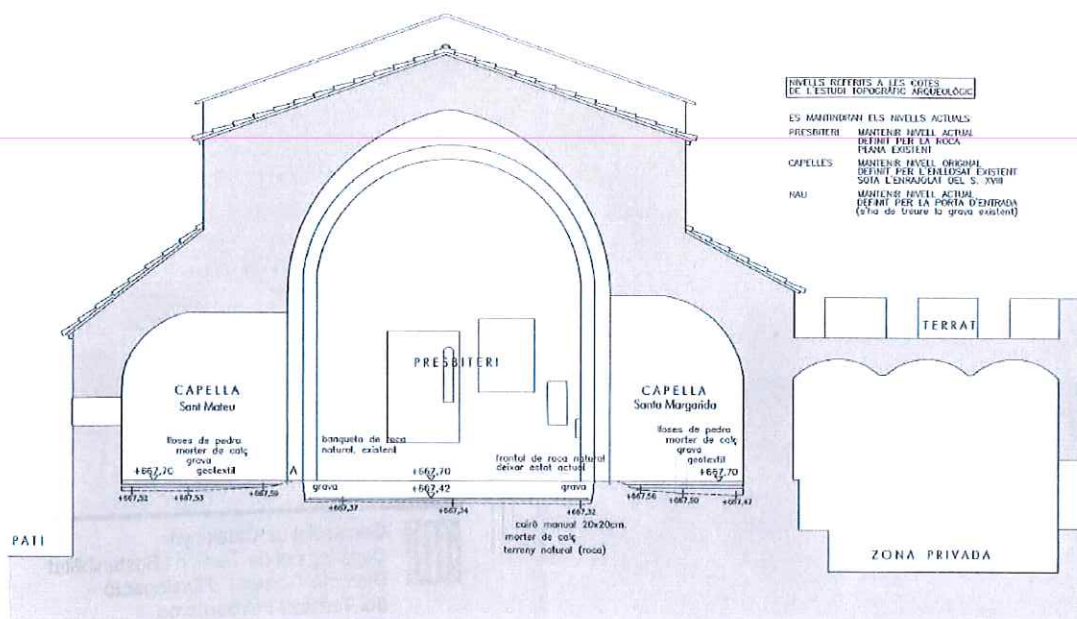 NIVELLS REFERITS A LES COTES
DE L'ESTUDI TOPOGRÀFIC ARQUEOLÒGIC
ES MANTINDRAN ELS NIVELLS ACTUALS
PRESBITERI MANTENIR NIVELL ACTUAL
DEFINIT PER LA ROCA
PLANA EXISTENT
CAPELLES MANTENIR NIVELL ORIGINAL
DEFINIT PER L'ENLLOSAT EXISTENT
SOTA L'ENRAJOLAT DEL S. XVIII
NAU MANTENIR NIVELL ACTUAL
DEFINIT PER LA PORTA D'ENTRADA
(s'ha de treure la grava existent)
TERRAT
PRESBITERI
CAPELLA
Sant Mateu
CAPELLA
Santa Margarida
lloses de pedra
morter de calç
grava
geotextil
+667,70
banqueta de roca
natural, existent
A
grava
+667,70
+667,42
frontal de roca natural
deixar estat actual
grava
lloses de pedra
morter de calç
grava
geotextil
+667,70
+667,52
+667,53
+667,59
+667,37
+667,34
+667,32
+667,56
+667,50
+667,47
cairó manual 20x20cm.
morter de calç
terreny natural (roca)
PATI
ZONA PRIVADA